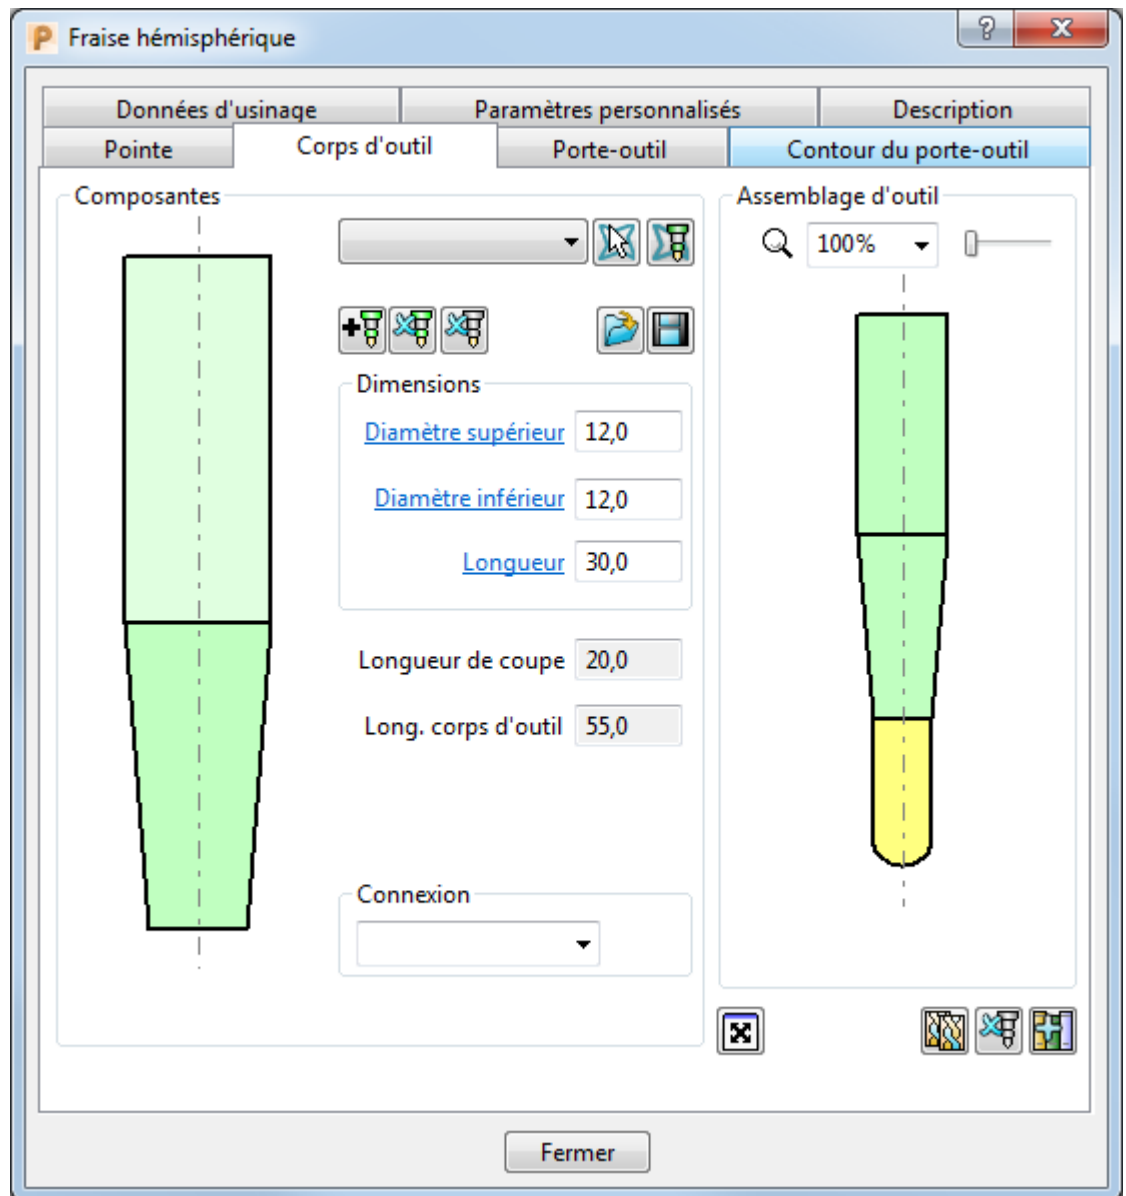 Fraise hémisphérique
Données d'usinage Paramètres personnalisés Description
Pointe Corps d'outil Porte-outil Contour du porte-outil
Composantes
Assemblage d'outil
100%
Dimensions
Diamètre supérieur 12,0
Diamètre inférieur 12,0
Longueur 30,0
Longueur de coupe 20,0
Long. corps d'outil 55,0
Connexion
Fermer